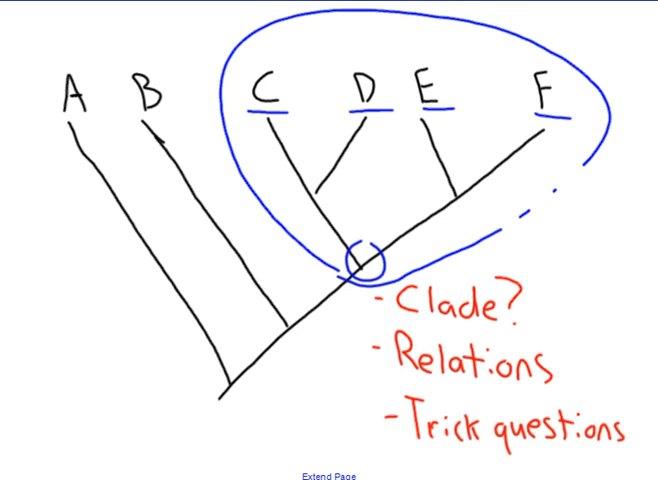 A B C D E F
- Clade?
- Relations
- Trick questions
Extend Page